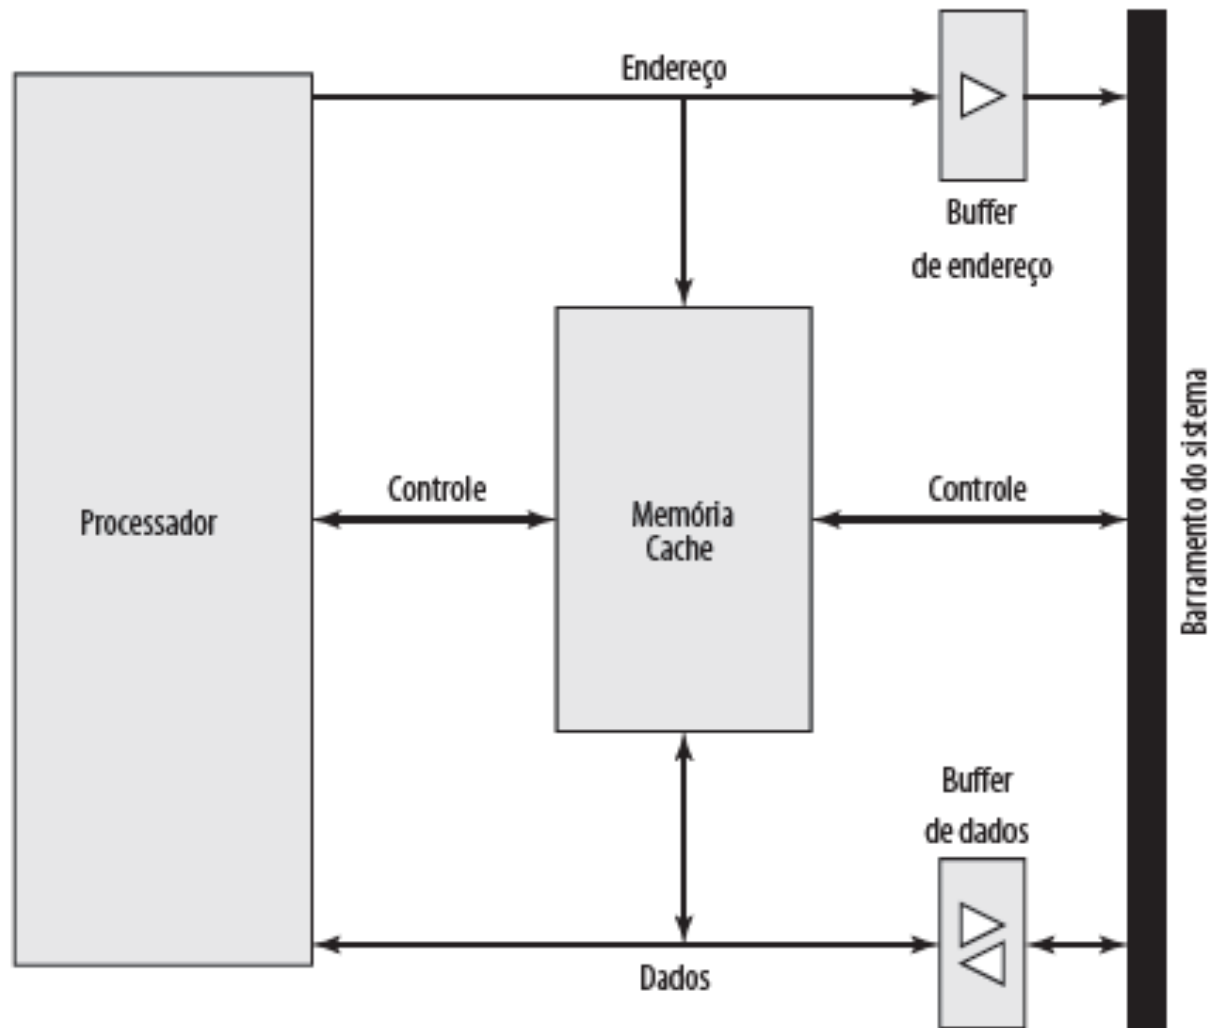 Endereço
Buffer
de endereço
Processador
Controle
Memória
Cache
Controle
Barramento do sistema
Buffer
de dados
Dados